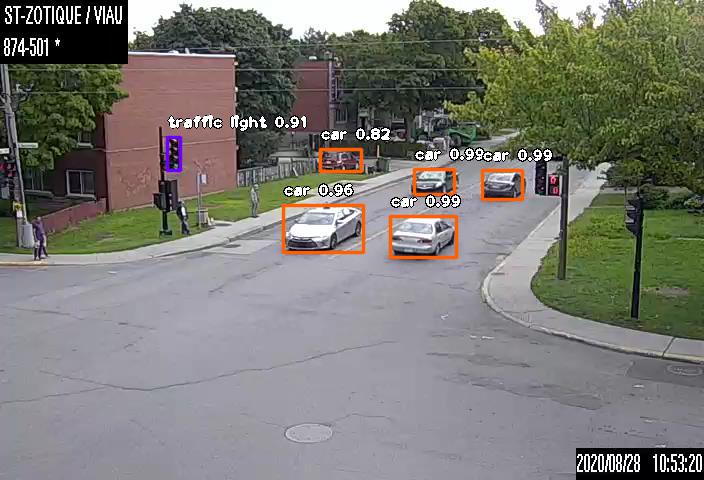 ST-ZOTIQUE / VIAU
874-501 *
traffic light 0.91
car 0.82
car 0.99
car 0.99
car 0.96
car 0.99
2020/08/28 10:53:20